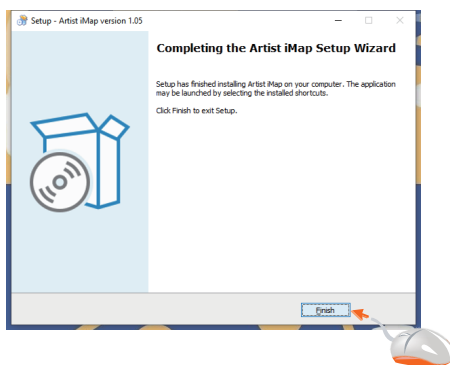 Setup - Artist iMap version 1.05
Completing the Artist iMap Setup Wizard
Setup has finished installing Artist iMap on your computer. The application
may be launched by selecting the installed shortcuts.
Click Finish to exit Setup.
Finish